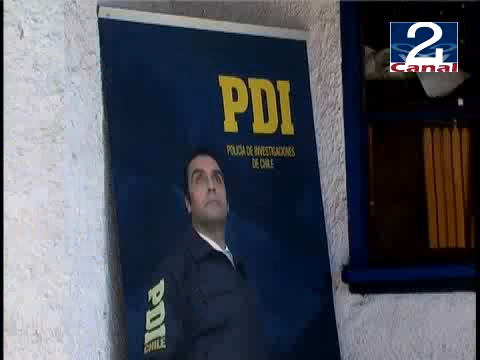 2
Canal
PDI
POLICÍA DE INVESTIGACIONES
DE CHILE
PDI
CHILE